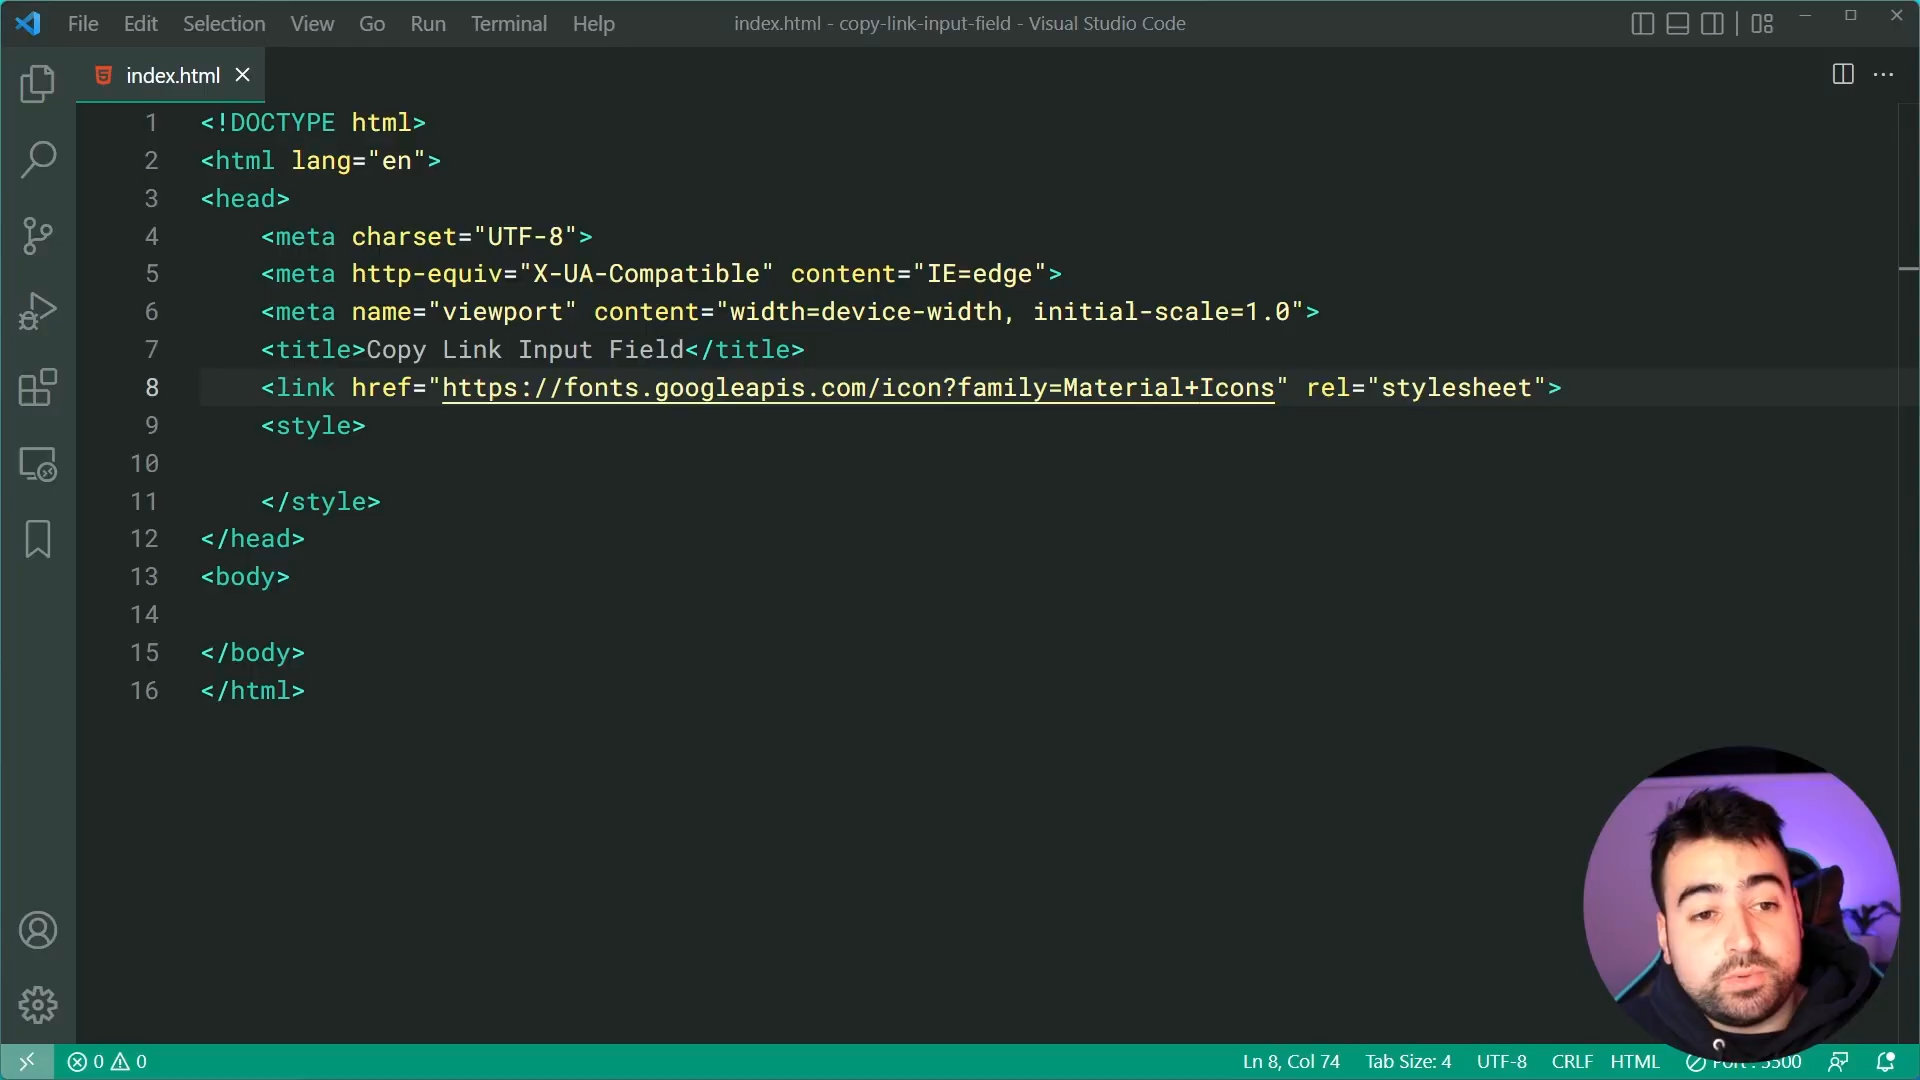 File Edit Selection View Go Run Terminal Help index.html - copy-link-input-field - Visual Studio Code
index.html
1 <!DOCTYPE html>
2 <html lang="en">
3 <head>
4 <meta charset="UTF-8">
5 <meta http-equiv="X-UA-Compatible" content="IE=edge">
6 <meta name="viewport" content="width=device-width, initial-scale=1.0">
7 <title>Copy Link Input Field</title>
8 <link href="https://fonts.googleapis.com/icon?family=Material+Icons" rel="stylesheet">
9 <style>
10
11 </style>
12 </head>
13 <body>
14
15 </body>
16 </html>
0 0 Ln 8, Col 74 Tab Size: 4 UTF-8 CRLF HTML Port : 5500